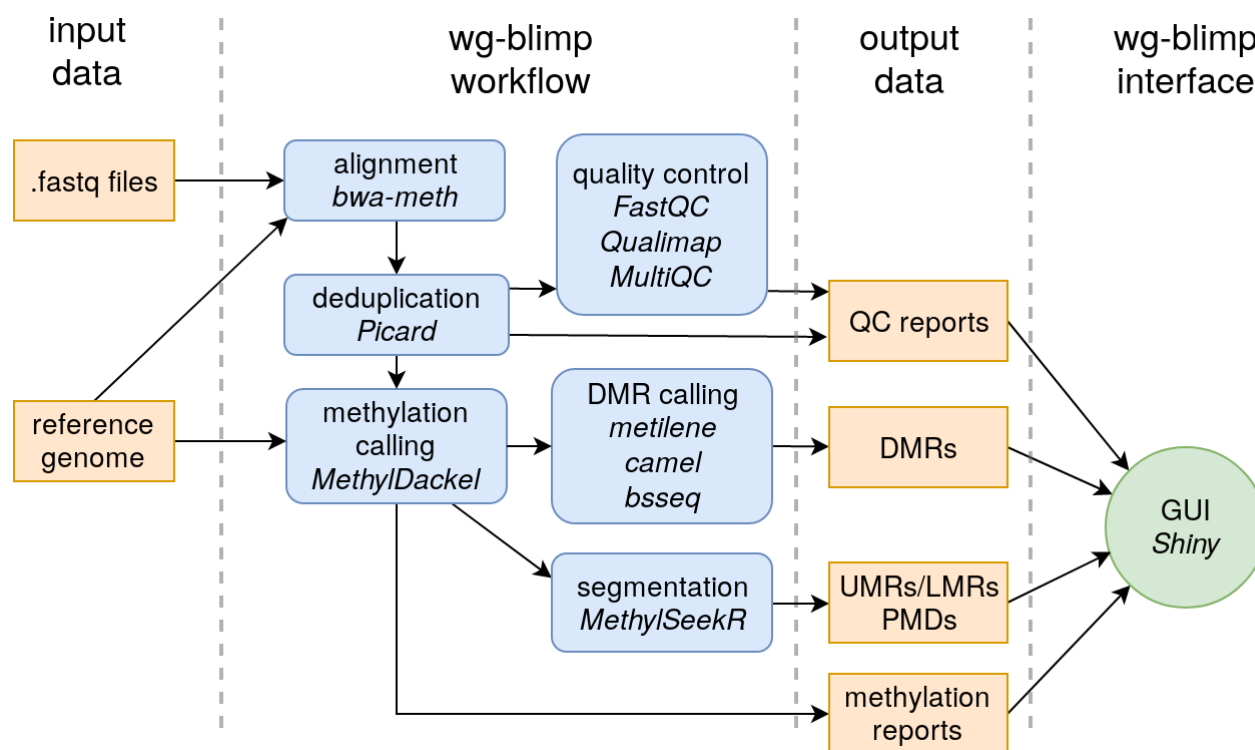 input
data
wg-blimp
workflow
output
data
wg-blimp
interface
.fastq files
alignment
bwa-meth
quality control
FastQC
Qualimap
MultiQC
deduplication
Picard
QC reports
reference
genome
methylation
calling
MethylDackel
DMR calling
metilene
camel
bsseq
DMRs
GUI
Shiny
segmentation
MethylSeekR
UMRs/LMRs
PMDs
methylation
reports